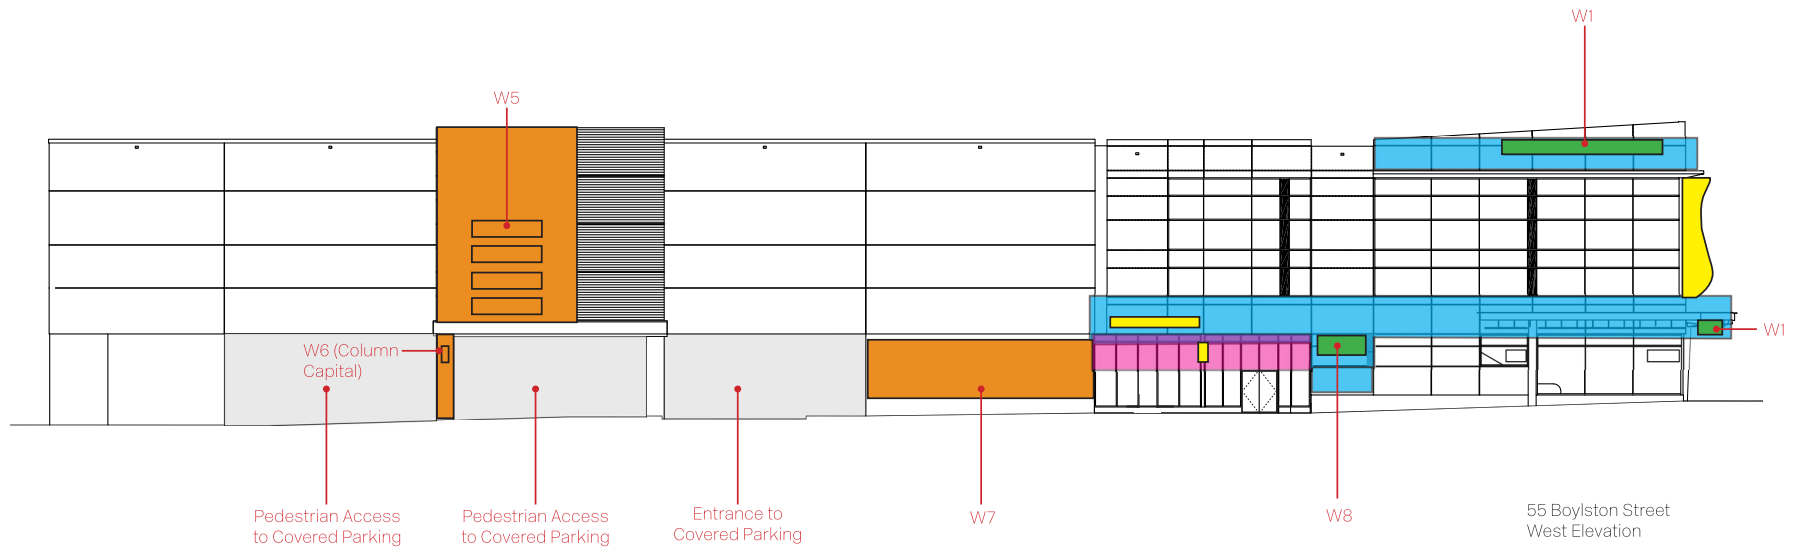 W1
W5
W6 (Column
Capital)
W1
Pedestrian Access
to Covered Parking
Pedestrian Access
to Covered Parking
Entrance to
Covered Parking
W7
W8
55 Boylston Street
West Elevation